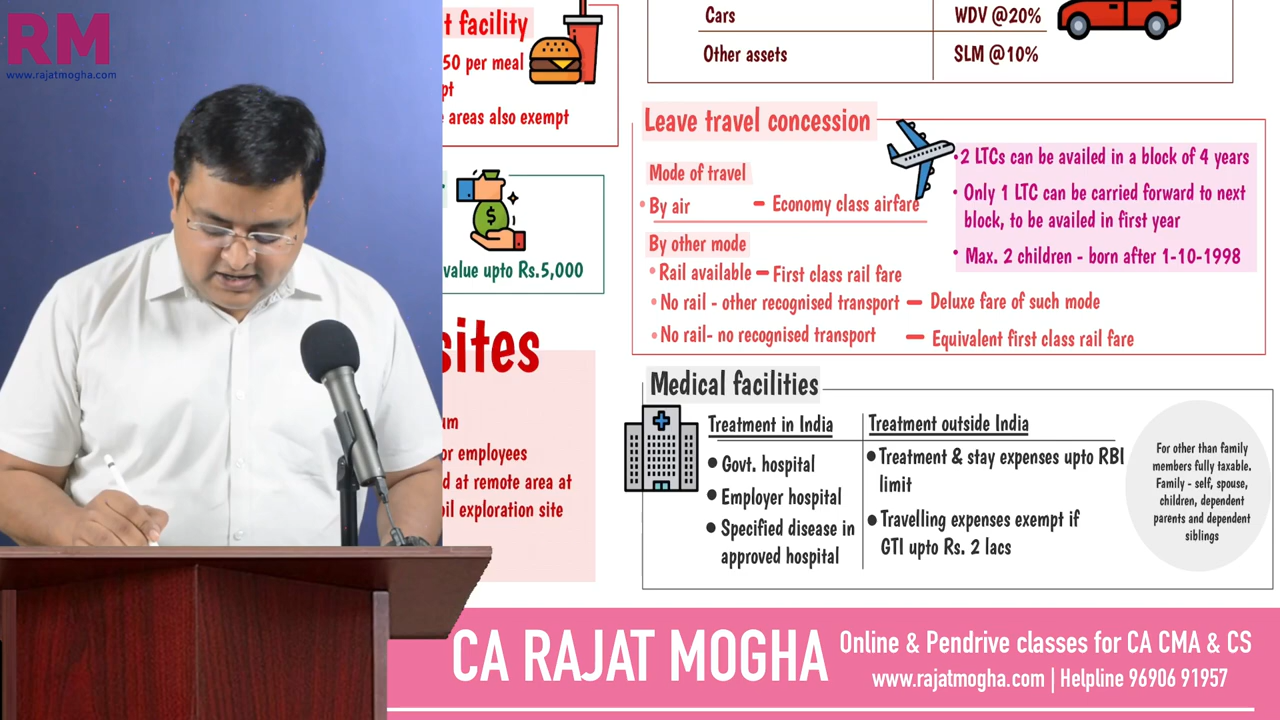 RM
www.rajatmogha.com
t facility
50 per meal
pt
areas also exempt
value upto Rs.5,000
sites
um
or employees
d at remote area at
oil exploration site
Cars WDV @20%
Other assets SLM @10%
Leave travel concession
Mode of travel
• By air – Economy class airfare
By other mode
• Rail available – First class rail fare
• No rail - other recognised transport – Deluxe fare of such mode
• No rail- no recognised transport – Equivalent first class rail fare
• 2 LTCs can be availed in a block of 4 years
• Only 1 LTC can be carried forward to next
block, to be availed in first year
• Max. 2 children - born after 1-10-1998
Medical facilities
Treatment in India
• Govt. hospital
• Employer hospital
• Specified disease in
approved hospital
Treatment outside India
• Treatment & stay expenses upto RBI
limit
• Travelling expenses exempt if
GTI upto Rs. 2 lacs
For other than family
members fully taxable.
Family - self, spouse,
children, dependent
parents and dependent
siblings
CA RAJAT MOGHA
Online & Pendrive classes for CA CMA & CS
www.rajatmogha.com | Helpline 96906 91957